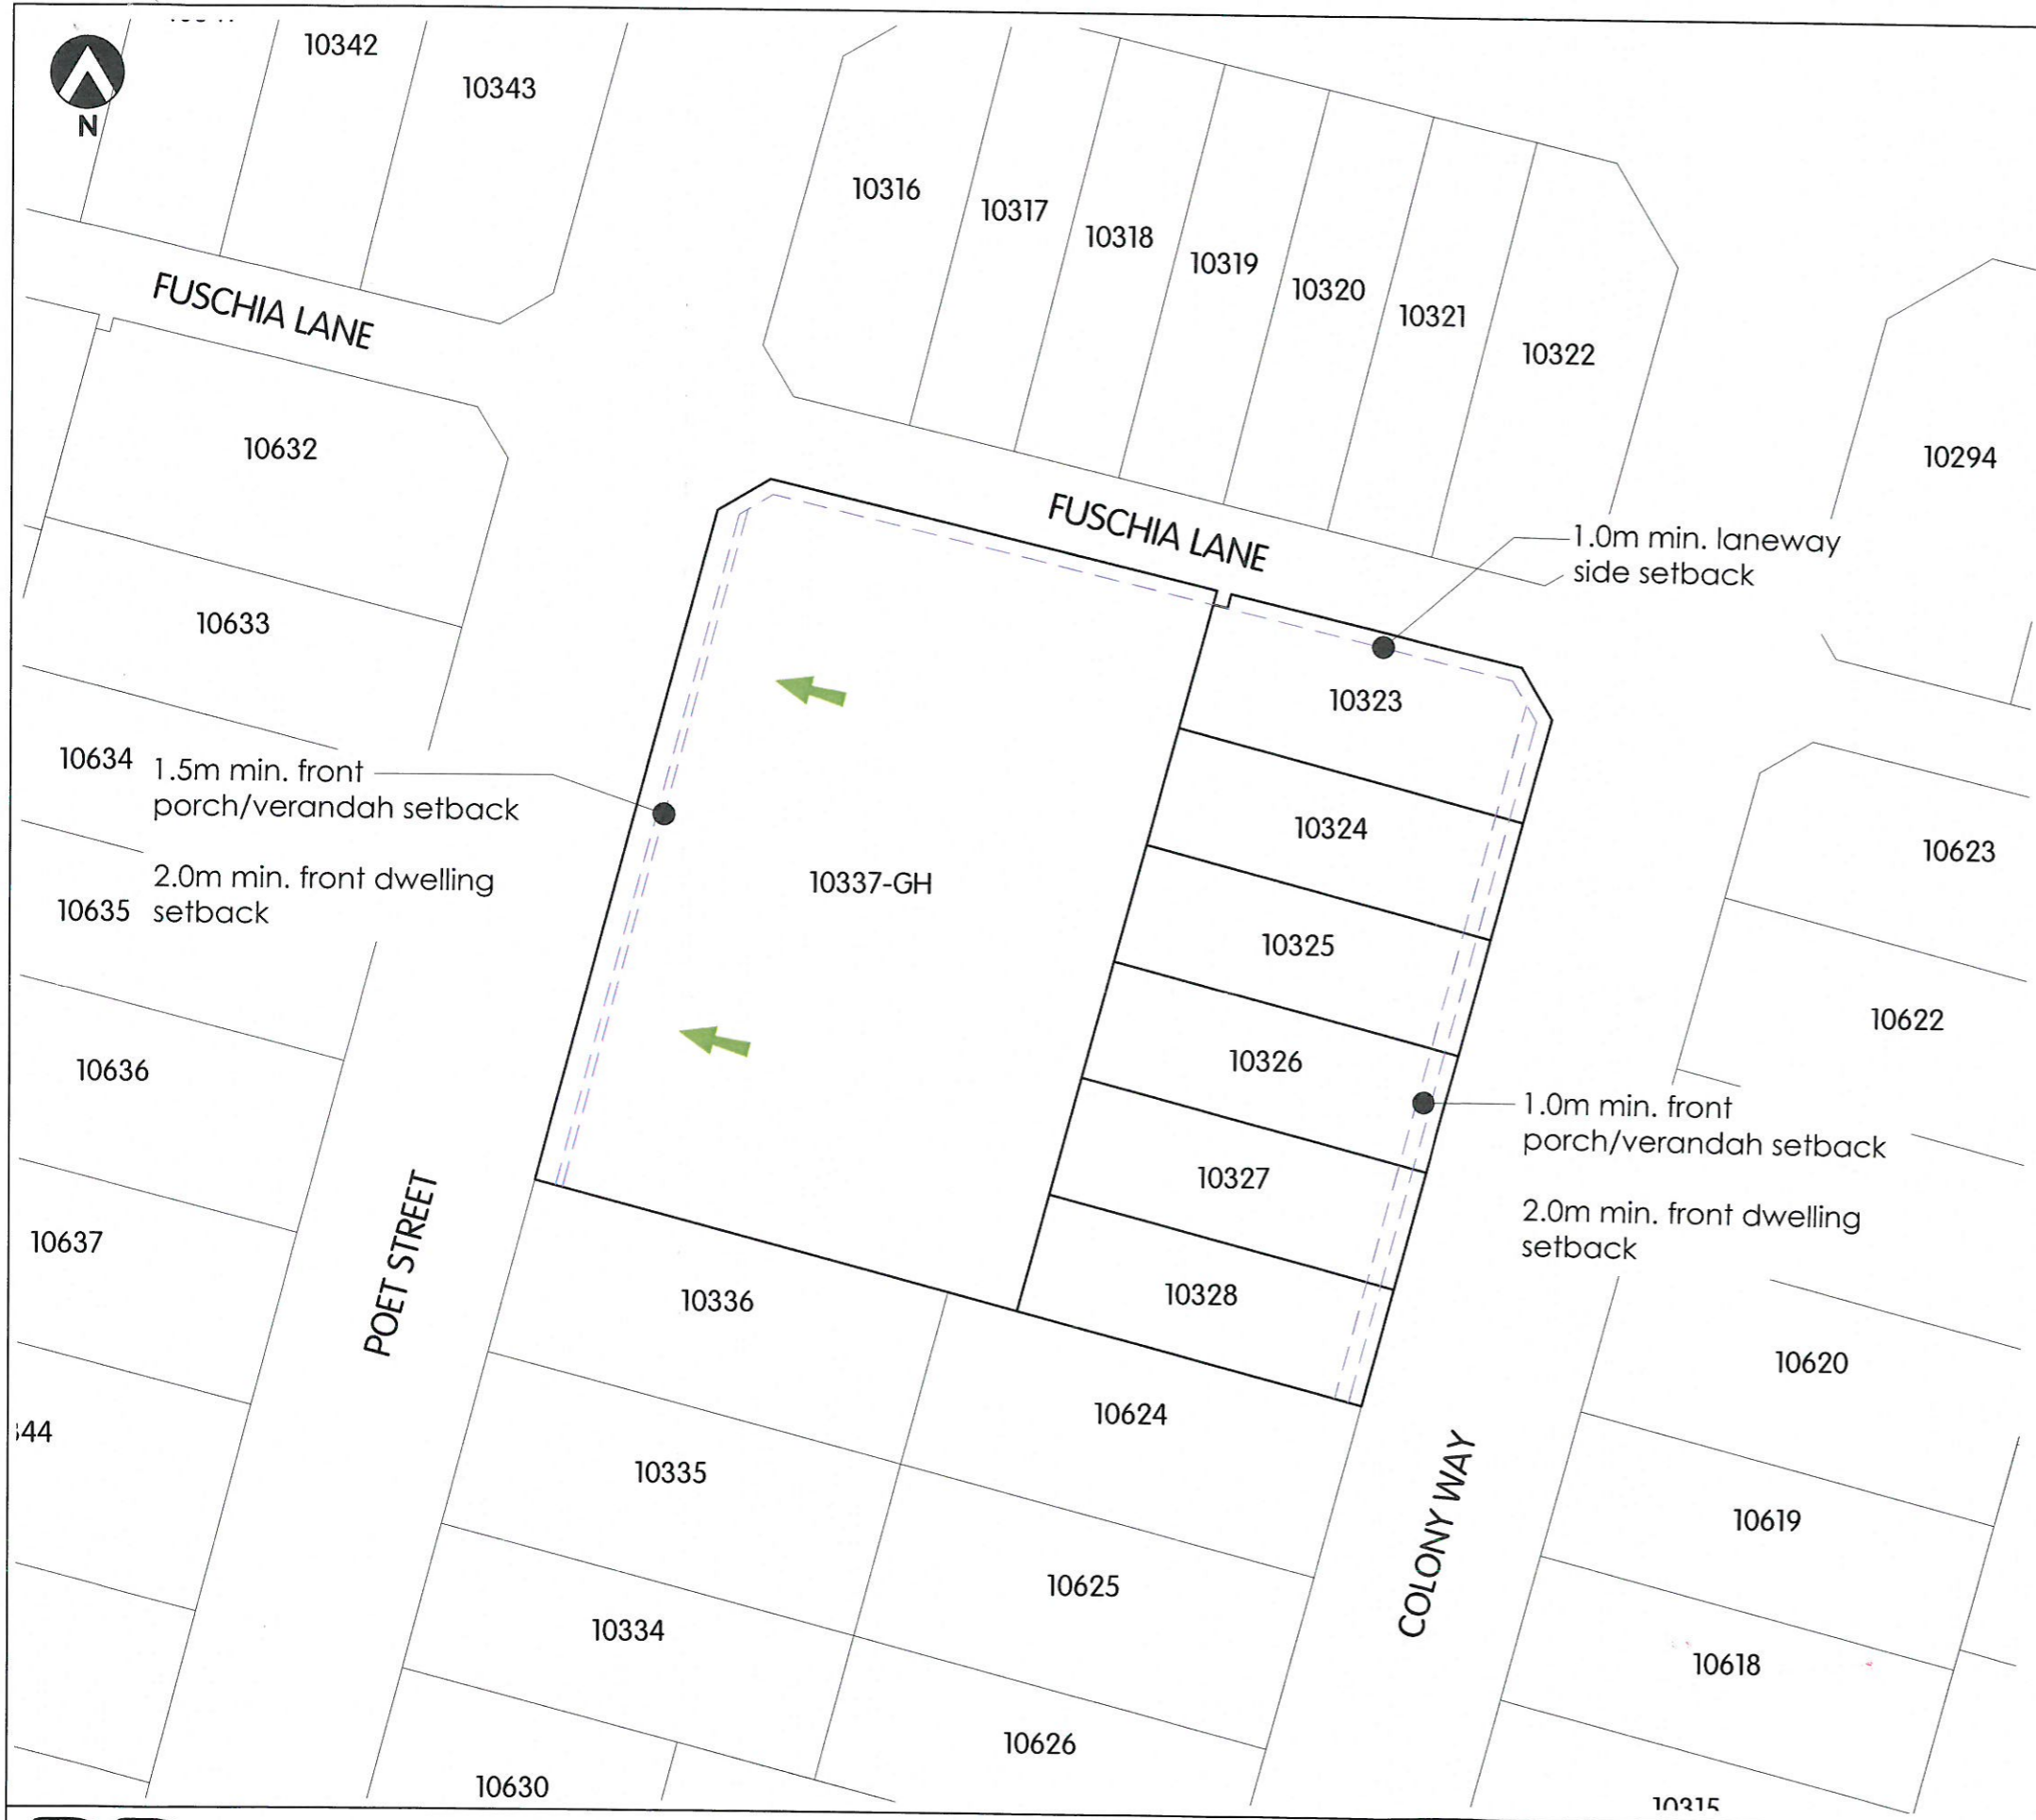 10342
10343
N
10316
10317
10318
10319
10320
10321
10322
FUSCHIA LANE
10632
10294
FUSCHIA LANE
1.0m min. laneway
side setback
10633
10323
10634
1.5m min. front
porch/verandah setback
2.0m min. front dwelling
setback
10635
10324
10337-GH
10623
10325
10622
10636
10326
1.0m min. front
porch/verandah setback
2.0m min. front dwelling
setback
10327
10637
POET STREET
10336
10328
10620
10624
10335
COLONY WAY
10619
10625
10334
10618
10626
10630
10315